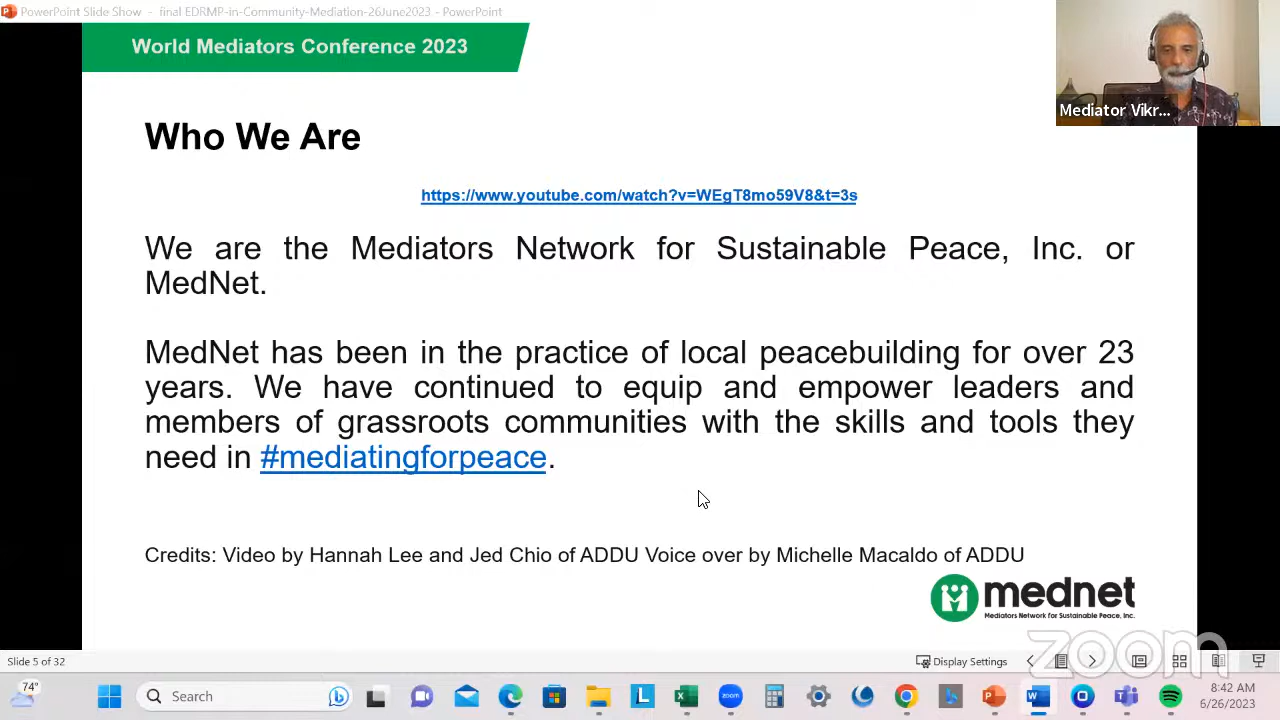 PowerPoint Slide Show - final EDRMP-in-Community-Mediation-26June2023 - PowerPoint
World Mediators Conference 2023
Mediator Vikr...
Who We Are
https://www.youtube.com/watch?v=WEgT8mo59V8&t=3s
We are the Mediators Network for Sustainable Peace, Inc. or
MedNet.
MedNet has been in the practice of local peacebuilding for over 23
years. We have continued to equip and empower leaders and
members of grassroots communities with the skills and tools they
need in #mediatingforpeace.
Credits: Video by Hannah Lee and Jed Chio of ADDU Voice over by Michelle Macaldo of ADDU
mednet
Mediators Network for Sustainable Peace, Inc.
zoom
Slide 5 of 32
Display Settings
74°
Search
zoom
8:42 AM
6/26/2023